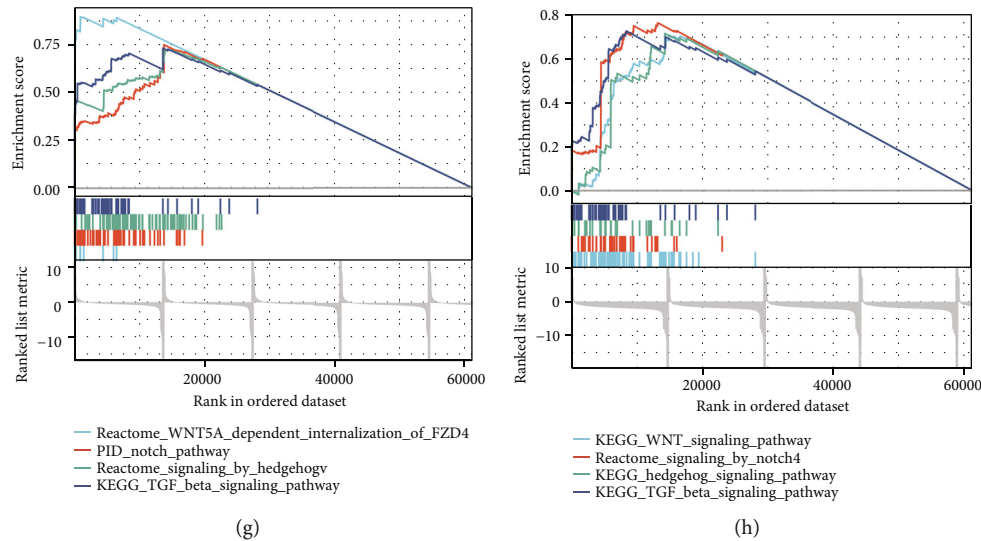 Enrichment score
0.75
0.50
0.25
0.00
Ranked list metric
10
0
−10
20000
40000
60000
Rank in ordered dataset
Reactome_WNT5A_dependent_internalization_of_FZD4
PID_notch_pathway
Reactome_signaling_by_hedgehogv
KEGG_TGF_beta_signaling_pathway
(g)
Enrichment score
0.8
0.6
0.4
0.2
0.0
Ranked list metric
10
0
−10
20000
40000
60000
Rank in ordered dataset
KEGG_WNT_signaling_pathway
Reactome_signaling_by_notch4
KEGG_hedgehog_signaling_pathway
KEGG_TGF_beta_signaling_pathway
(h)